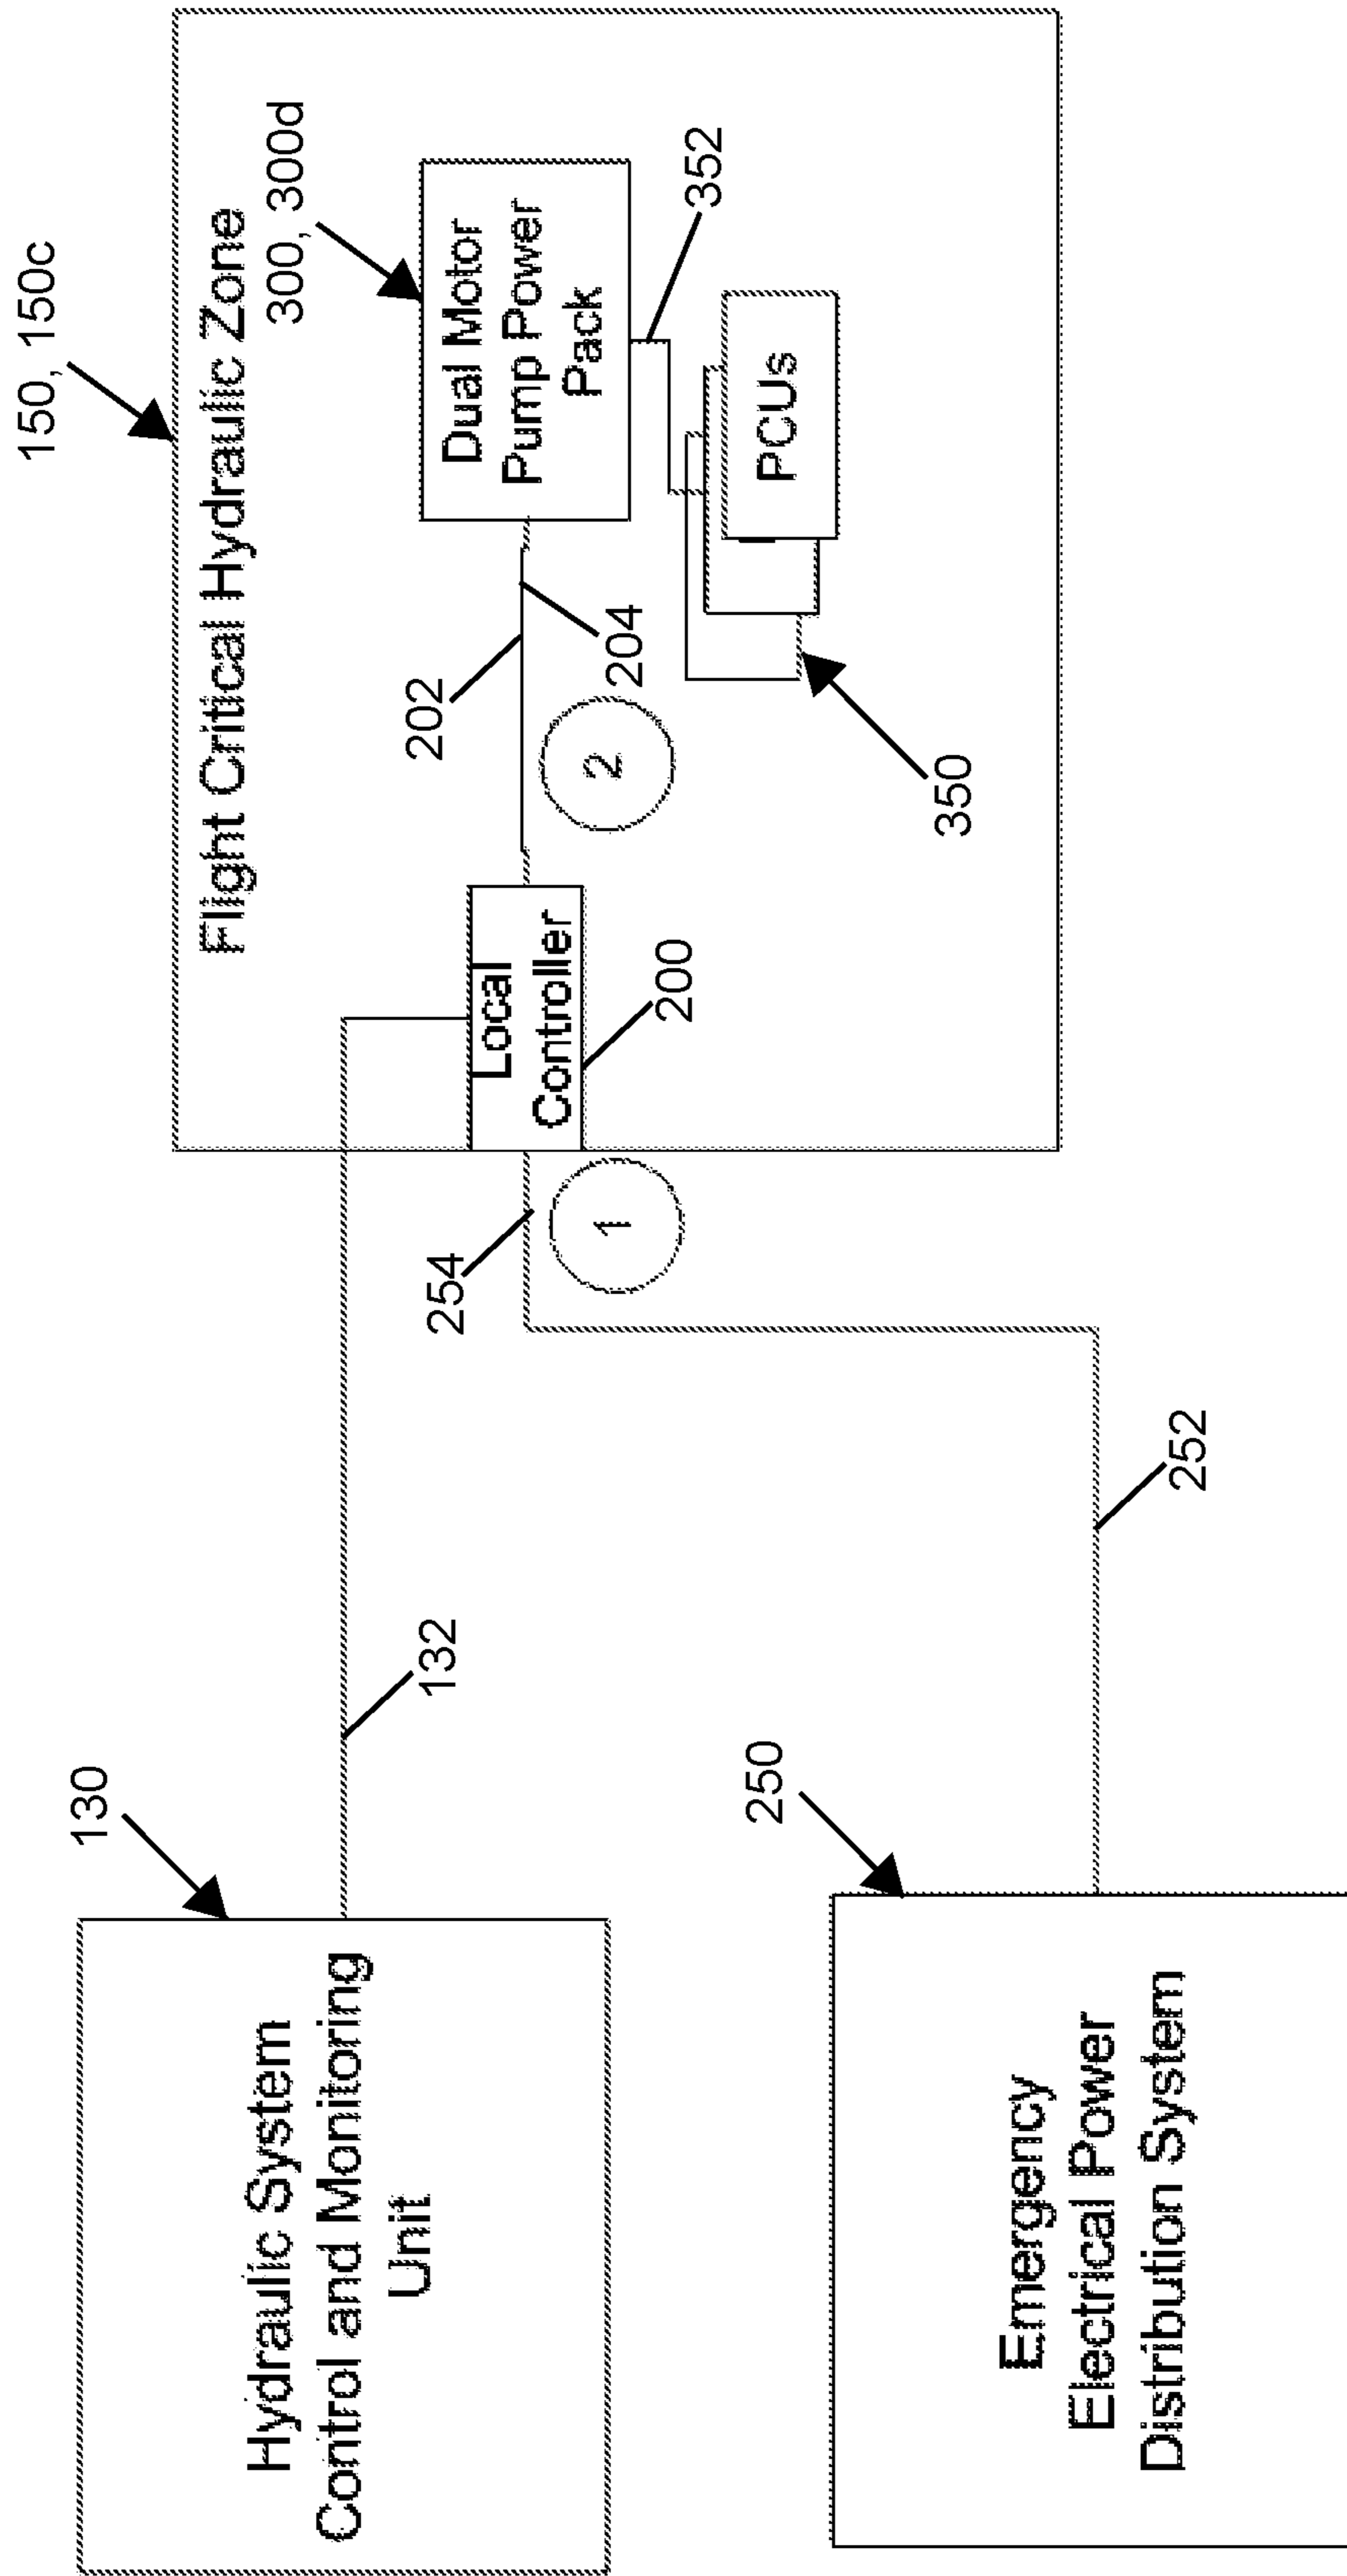 150, 150c
Flight Critical Hydraulic Zone
300, 300d
Dual Motor
Pump Power
Pack
352
202
204
2
PCUs
350
Local
Controller
200
254
1
132
252
130
Hydraulic System
Control and Monitoring
Unit
250
Emergency
Electrical Power
Distribution System